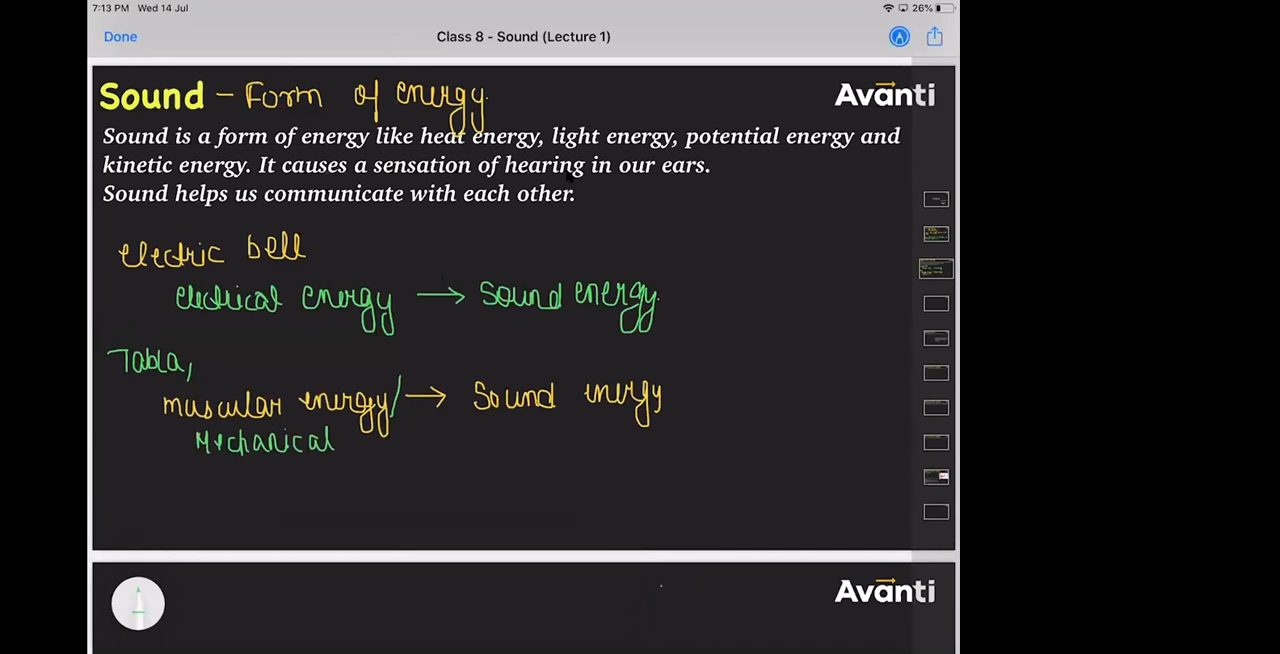 7:13 PM Wed 14 Jul 26%
Done Class 8 - Sound (Lecture 1)
Sound - Form of energy. Avanti
Sound is a form of energy like heat energy, light energy, potential energy and
kinetic energy. It causes a sensation of hearing in our ears.
Sound helps us communicate with each other.
electric bell
electrical energy → Sound energy.
Tabla,
muscular energy/ → Sound energy
Mechanical
Avanti